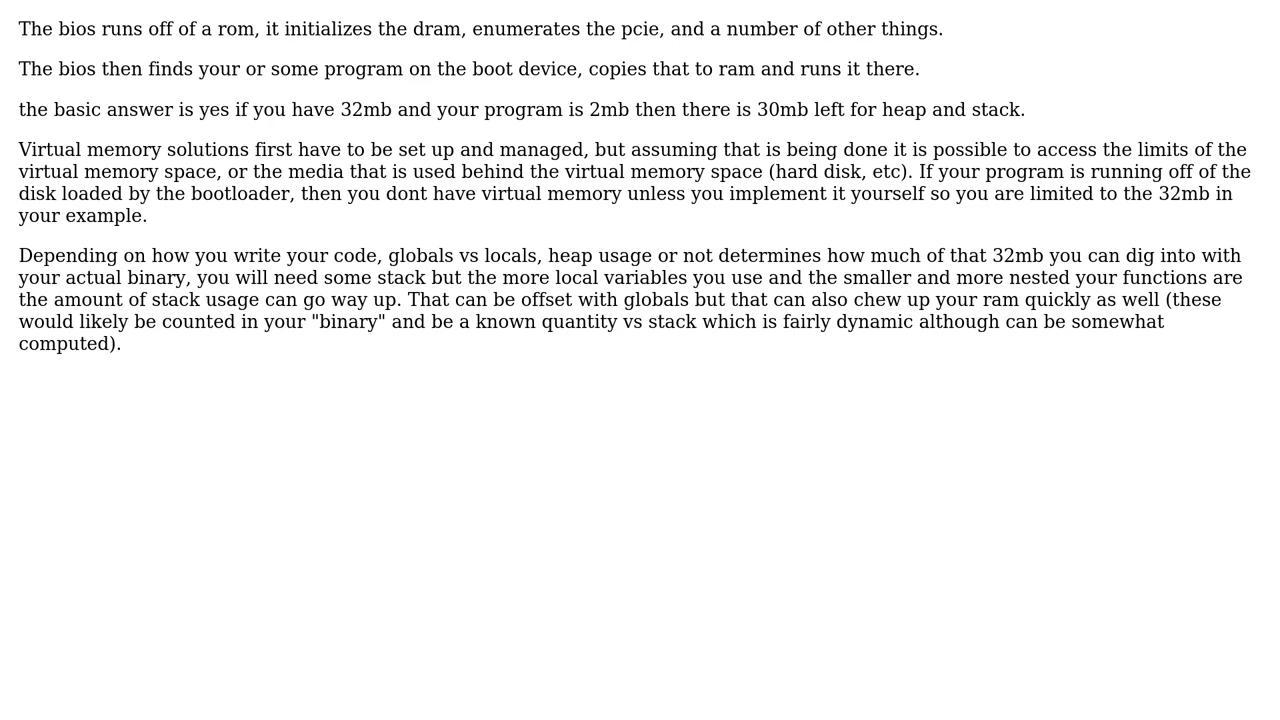 The bios runs off of a rom, it initializes the dram, enumerates the pcie, and a number of other things.
The bios then finds your or some program on the boot device, copies that to ram and runs it there.
the basic answer is yes if you have 32mb and your program is 2mb then there is 30mb left for heap and stack.
Virtual memory solutions first have to be set up and managed, but assuming that is being done it is possible to access the limits of the
virtual memory space, or the media that is used behind the virtual memory space (hard disk, etc). If your program is running off of the
disk loaded by the bootloader, then you dont have virtual memory unless you implement it yourself so you are limited to the 32mb in
your example.
Depending on how you write your code, globals vs locals, heap usage or not determines how much of that 32mb you can dig into with
your actual binary, you will need some stack but the more local variables you use and the smaller and more nested your functions are
the amount of stack usage can go way up. That can be offset with globals but that can also chew up your ram quickly as well (these
would likely be counted in your "binary" and be a known quantity vs stack which is fairly dynamic although can be somewhat
computed).